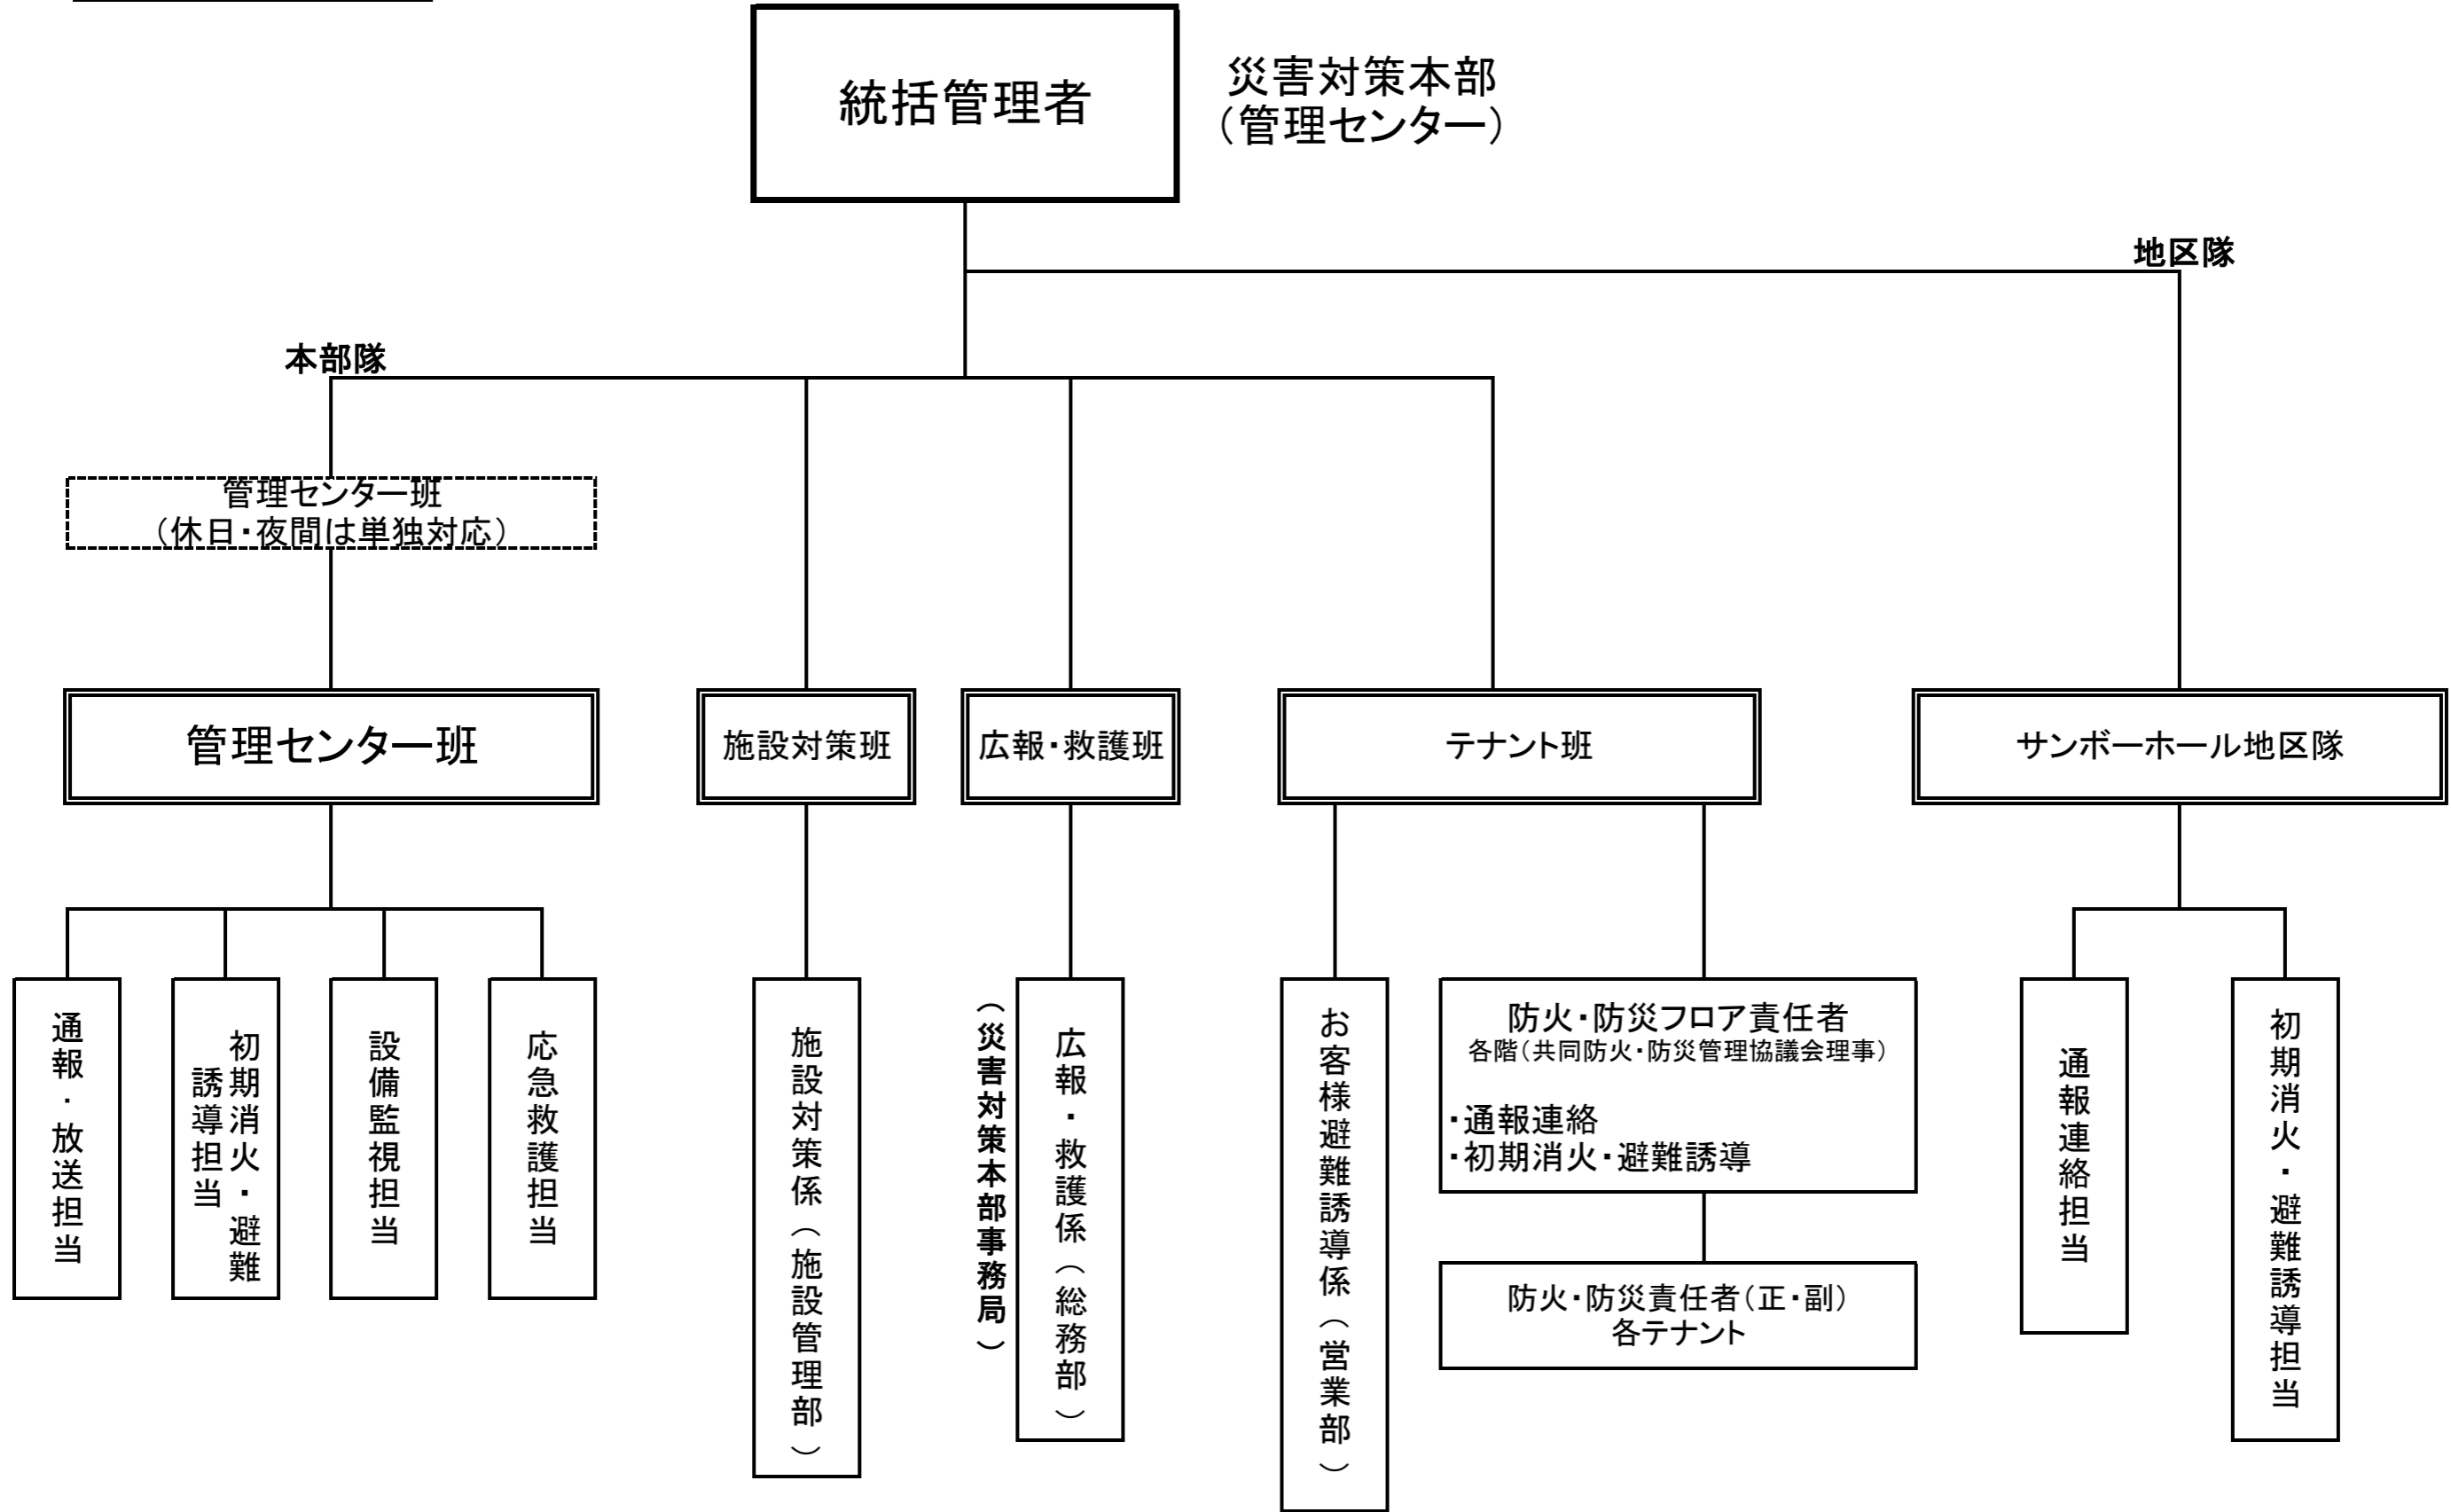 統括管理者
災害対策本部
（管理センター）
地区隊
本部隊
管理センター班
（休日・夜間は単独対応）
管理センター班
施設対策班
広報・救護班
テナント班
サンボーホール地区隊
通報・放送担当
初期消火・避難
誘導担当
設備監視担当
応急救護担当
施設対策係（施設管理部）
（災害対策本部事務局）
広報・救護係（総務部）
お客様避難誘導係（営業部）
防火・防災フロア責任者
各階（共同防火・防災管理協議会理事）
・通報連絡
・初期消火・避難誘導
防火・防災責任者（正・副）
各テナント
通報連絡担当
初期消火・避難誘導担当